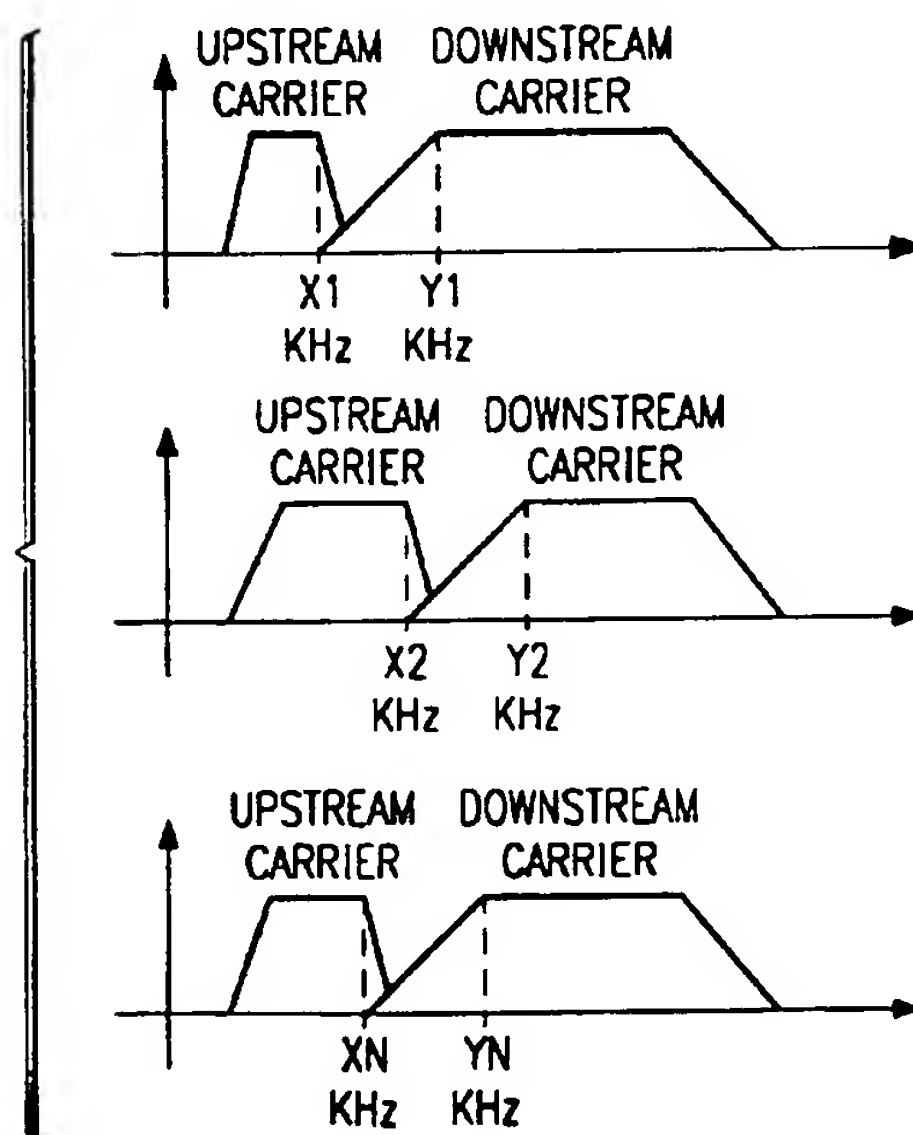 UPSTREAM DOWNSTREAM
CARRIER CARRIER
X1 Y1
KHz KHz
UPSTREAM DOWNSTREAM
CARRIER CARRIER
X2 Y2
KHz KHz
UPSTREAM DOWNSTREAM
CARRIER CARRIER
XN YN
KHz KHz